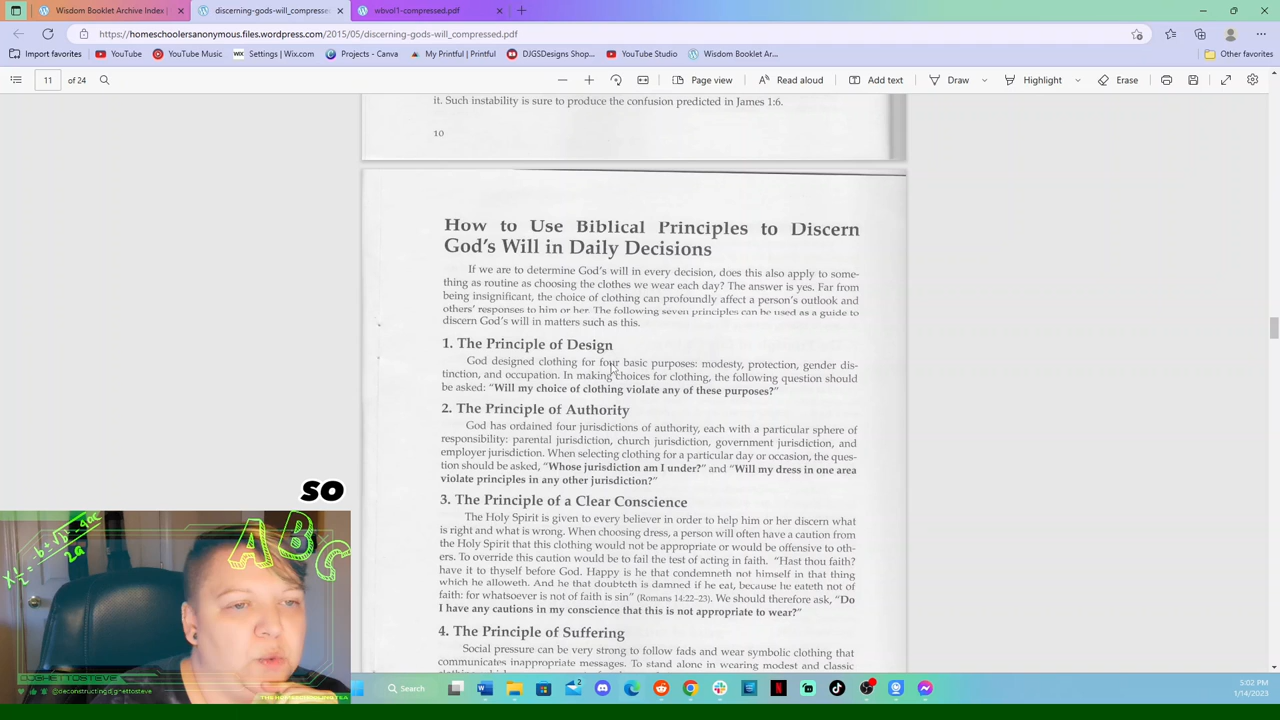 Wisdom Booklet Archive Index |
discerning-gods-will_compressed
wbvol1-compressed.pdf
https://homeschoolersanonymous.files.wordpress.com/2015/05/discerning-gods-will_compressed.pdf
Import favorites
YouTube
YouTube Music
Settings | Wix.com
Projects - Canva
My Printful | Printful
DJGSDesigns Shop...
YouTube Studio
Wisdom Booklet Ar...
Other favorites
11 of 24
Page view
Read aloud
Add text
Draw
Highlight
Erase
it. Such instability is sure to produce the confusion predicted in James 1:6.
10
How to Use Biblical Principles to Discern
God's Will in Daily Decisions
If we are to determine God's will in every decision, does this also apply to some-
thing as routine as choosing the clothes we wear each day? The answer is yes. Far from
being insignificant, the choice of clothing can profoundly affect a person's outlook and
others' responses to him or her. The following seven principles can be used as a guide to
discern God's will in matters such as this.
1. The Principle of Design
God designed clothing for four basic purposes: modesty, protection, gender dis-
tinction, and occupation. In making choices for clothing, the following question should
be asked: "Will my choice of clothing violate any of these purposes?"
2. The Principle of Authority
God has ordained four jurisdictions of authority, each with a particular sphere of
responsibility: parental jurisdiction, church jurisdiction, government jurisdiction, and
employer jurisdiction. When selecting clothing for a particular day or occasion, the ques-
tion should be asked, "Whose jurisdiction am I under?" and "Will my dress in one area
violate principles in any other jurisdiction?"
3. The Principle of a Clear Conscience
The Holy Spirit is given to every believer in order to help him or her discern what
is right and what is wrong. When choosing dress, a person will often have a caution from
the Holy Spirit that this clothing would not be appropriate or would be offensive to oth-
ers. To override this caution would be to fail the test of acting in faith. "Hast thou faith?
have it to thyself before God. Happy is he that condemneth not himself in that thing
which he alloweth. And he that doubteth is damned if he eat, because he eateth not of
faith: for whatsoever is not of faith is sin" (Romans 14:22–23). We should therefore ask, "Do
I have any cautions in my conscience that this is not appropriate to wear?"
4. The Principle of Suffering
Social pressure can be very strong to follow fads and wear symbolic clothing that
communicates inappropriate messages. To stand alone in wearing modest and classic
so
ABC
DJGHETTOSTEVE
@deconstructingdjghettosteve
Search
2
5:02 PM
1/14/2023